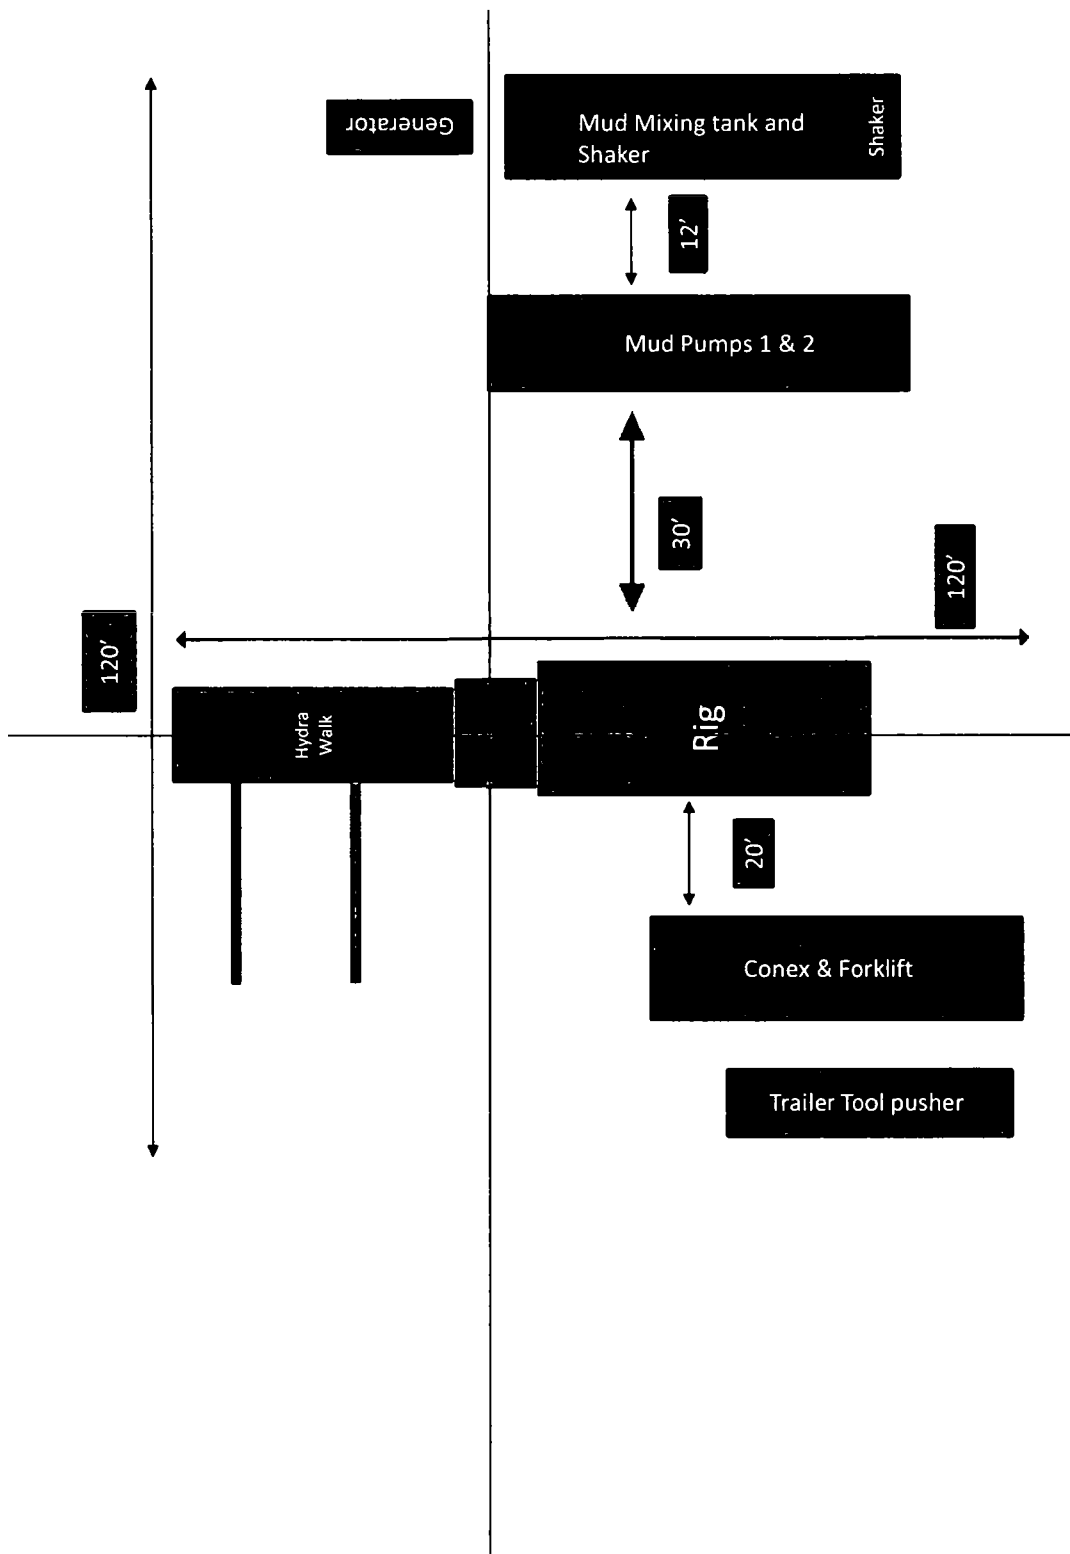 Generator
Mud Mixing tank and
Shaker
Shaker
12’
Mud Pumps 1 & 2
30’
120’
120’
Hydra
Walk
Rig
20’
Conex & Forklift
Trailer Tool pusher